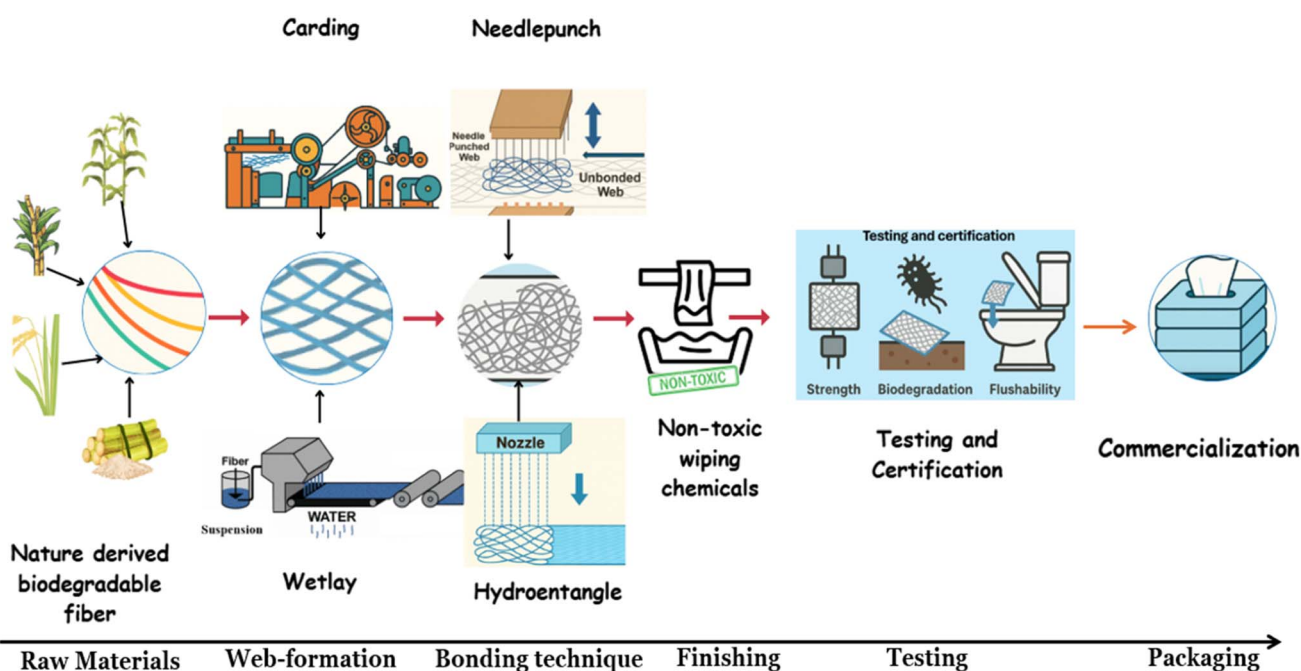 Carding
Needlepunch
Needle
Punched
Web
Unbonded
Web
Testing and certification
Strength
Biodegradation
Flushability
NON-TOXIC
Nozzle
Fiber
Suspension
WATER
Nature derived
biodegradable
fiber
Wetlay
Hydroentangle
Non-toxic
wiping
chemicals
Testing and
Certification
Commercialization
Raw Materials
Web-formation
Bonding technique
Finishing
Testing
Packaging